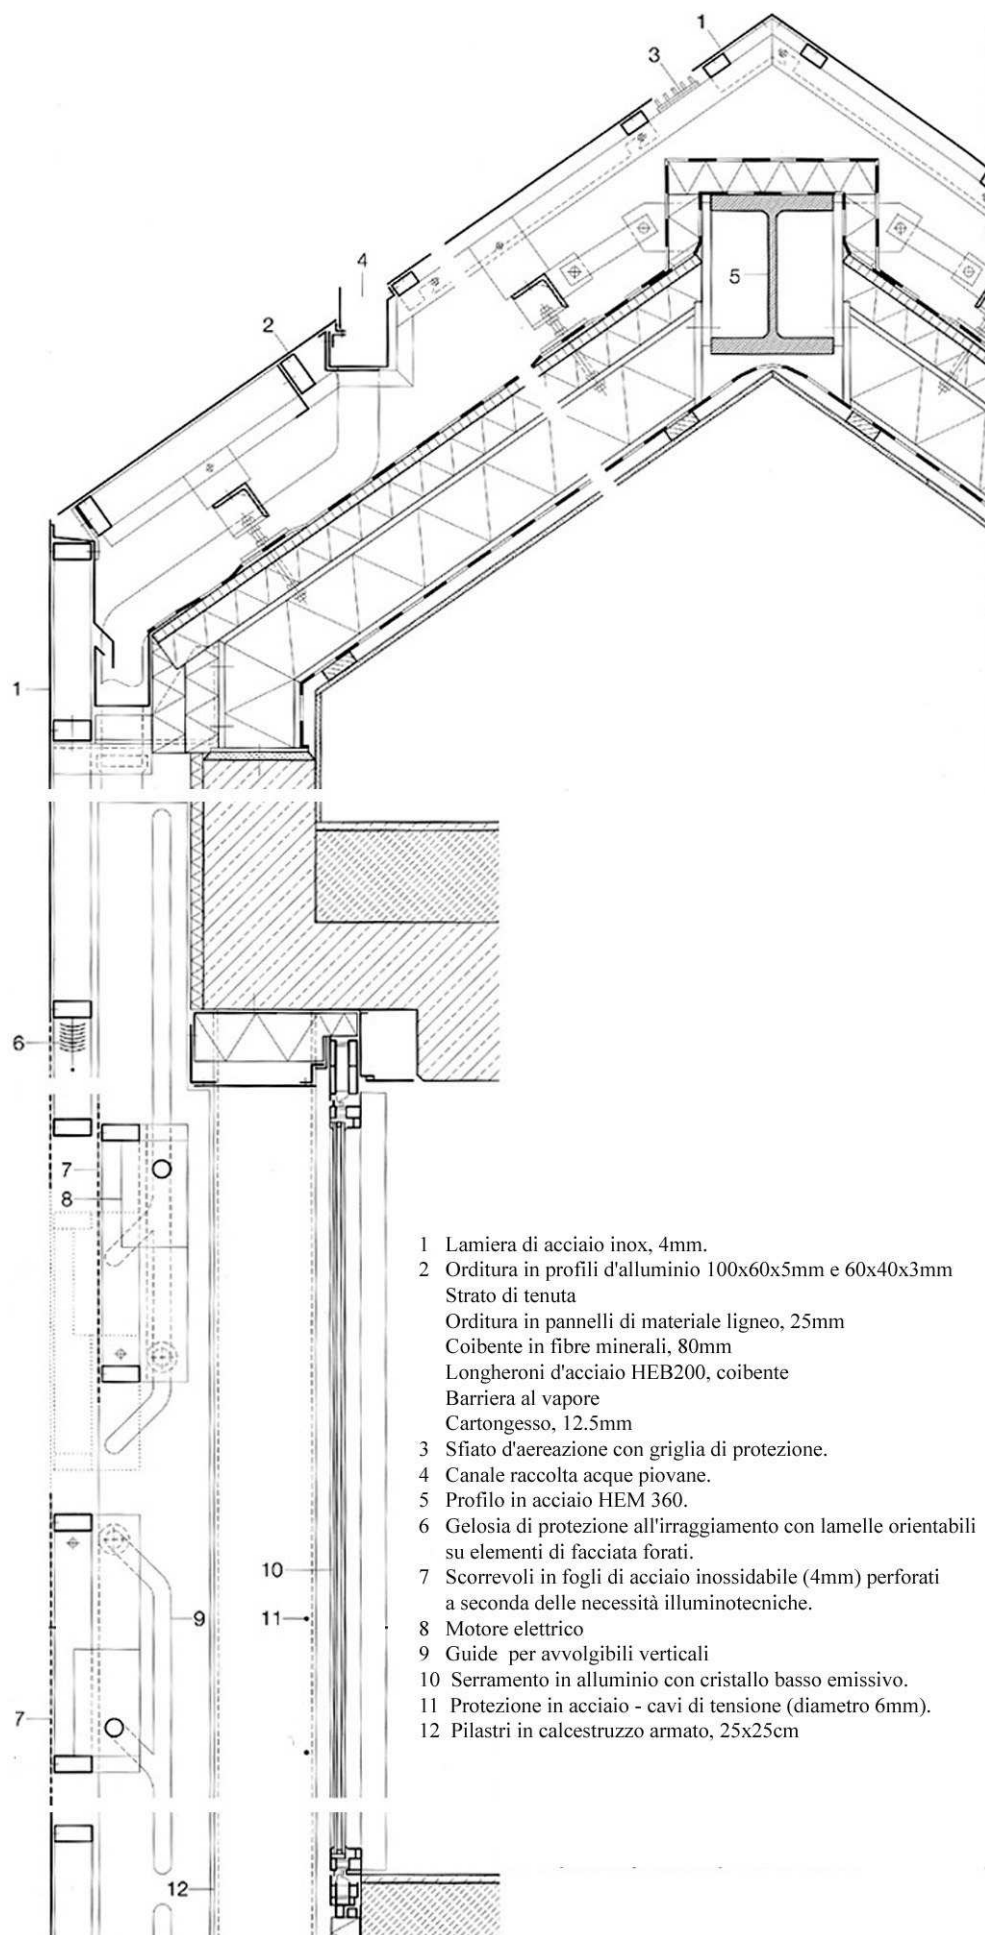 1
3
4
2
5
1
6
7
8
10
9
11
7
12
1 Lamiera di acciaio inox, 4mm.
2 Orditura in profili d'alluminio 100x60x5mm e 60x40x3mm
Strato di tenuta
Orditura in pannelli di materiale ligneo, 25mm
Coibente in fibre minerali, 80mm
Longheroni d'acciaio HEB200, coibente
Barriera al vapore
Cartongesso, 12.5mm
3 Sfiato d'aereazione con griglia di protezione.
4 Canale raccolta acque piovane.
5 Profilo in acciaio HEM 360.
6 Gelosia di protezione all'irraggiamento con lamelle orientabili
su elementi di facciata forati.
7 Scorrevoli in fogli di acciaio inossidabile (4mm) perforati
a seconda delle necessità illuminotecniche.
8 Motore elettrico
9 Guide per avvolgibili verticali
10 Serramento in alluminio con cristallo basso emissivo.
11 Protezione in acciaio - cavi di tensione (diametro 6mm).
12 Pilastri in calcestruzzo armato, 25x25cm